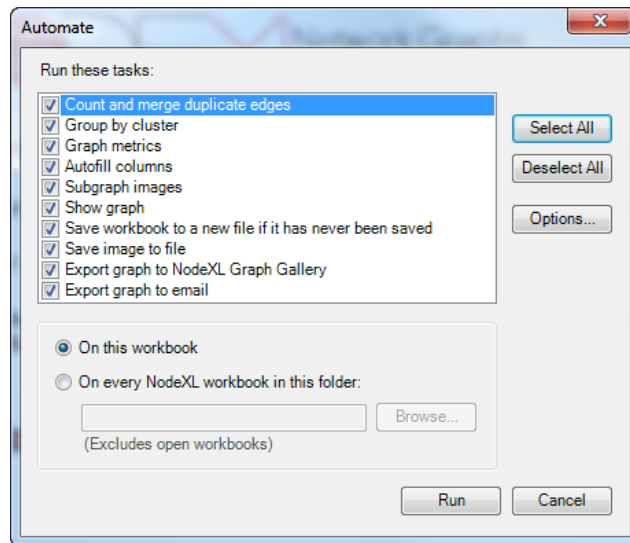 Network Graphs
Automate
Run these tasks:
Count and merge duplicate edges
Group by cluster
Graph metrics
Autofill columns
Subgraph images
Show graph
Save workbook to a new file if it has never been saved
Save image to file
Export graph to NodeXL Graph Gallery
Export graph to email
Select All
Deselect All
Options...
On this workbook
On every NodeXL workbook in this folder:
Browse...
(Excludes open workbooks)
Run
Cancel